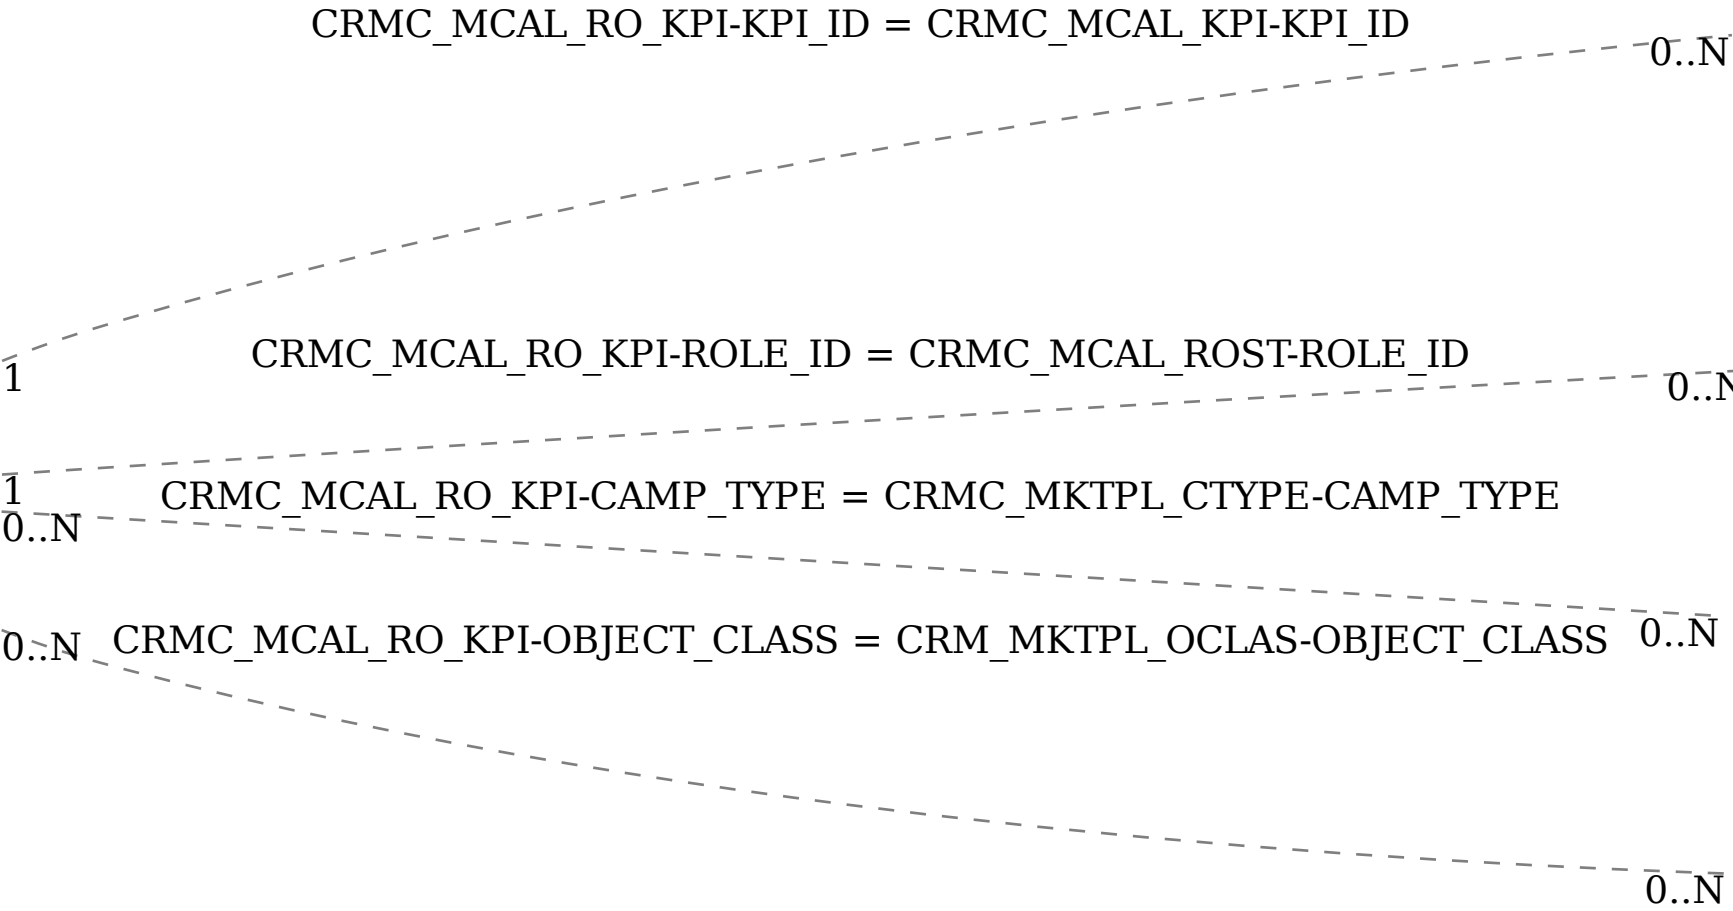 CRMC_MCAL_RO_KPI-KPI_ID = CRMC_MCAL_KPI-KPI_ID
0..N
CRMC_MCAL_RO_KPI-ROLE_ID = CRMC_MCAL_ROST-ROLE_ID
1
0..N
1
CRMC_MCAL_RO_KPI-CAMP_TYPE = CRMC_MKTPL_CTYPE-CAMP_TYPE
0..N
0..N
CRMC_MCAL_RO_KPI-OBJECT_CLASS = CRM_MKTPL_OCLAS-OBJECT_CLASS
0..N
0..N